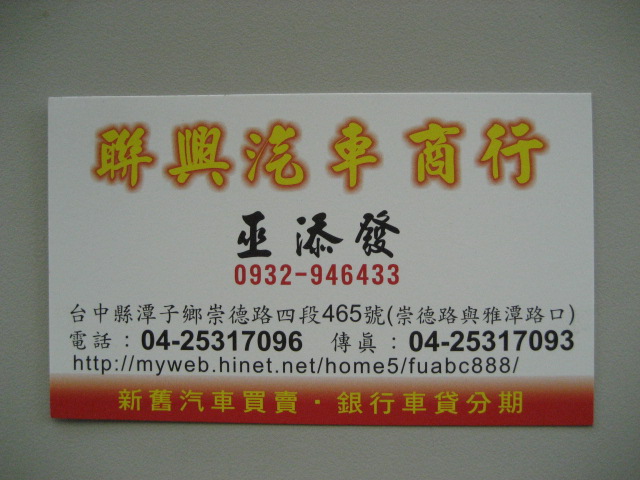 聯興汽車商行
巫添發
0932-946433
台中縣潭子鄉崇德路四段465號(崇德路與雅潭路口)
電話：04-25317096 傳真：04-25317093
http://myweb.hinet.net/home5/fuabc888/
新舊汽車買賣・銀行車貸分期